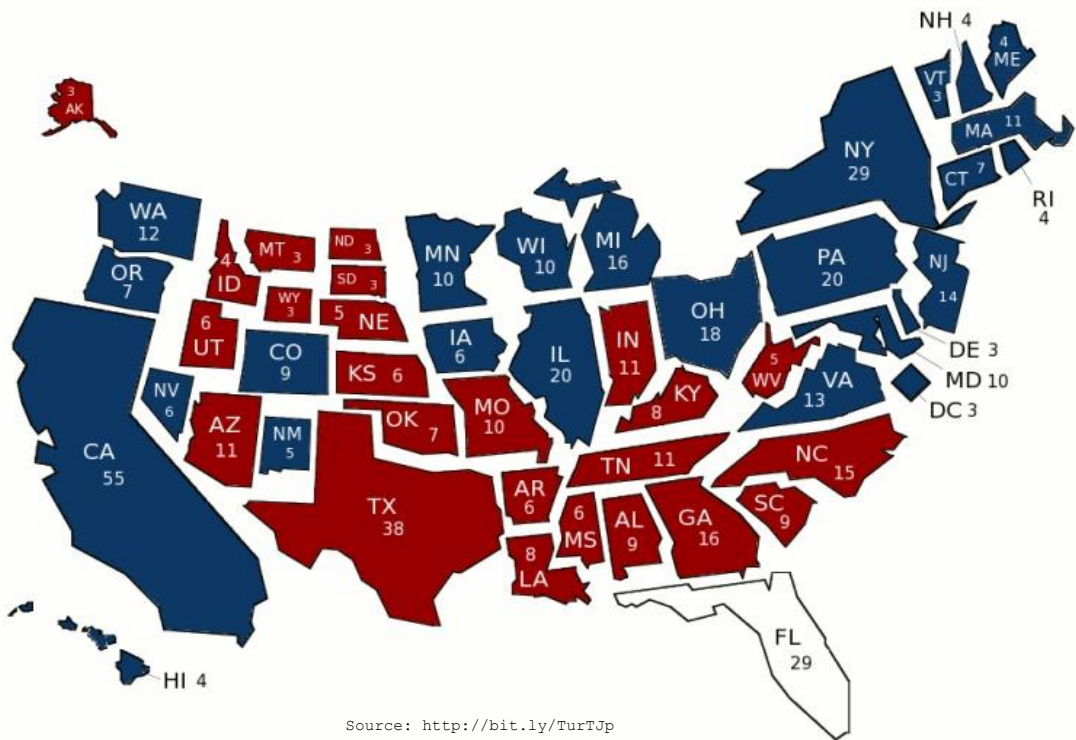 NH 4
4
ME
VT
3
3
AK
MA 11
NY
29
CT 7
RI
4
WA
12
OR
7
MT 3
ND 3
4
ID
WY
3
SD 3
MN
10
WI
10
MI
16
PA
20
NJ
14
6
UT
CO
9
5 NE
IA
6
IL
20
IN
11
OH
18
DE 3
MD 10
DC 3
5
WV
VA
13
NV
6
KS 6
MO
10
8 KY
CA
55
AZ
11
NM
5
OK 7
TN 11
NC
15
TX
38
AR
6
6
MS
AL
9
GA
16
SC
9
8
LA
FL
29
HI 4
Source: http://bit.ly/TurTJp